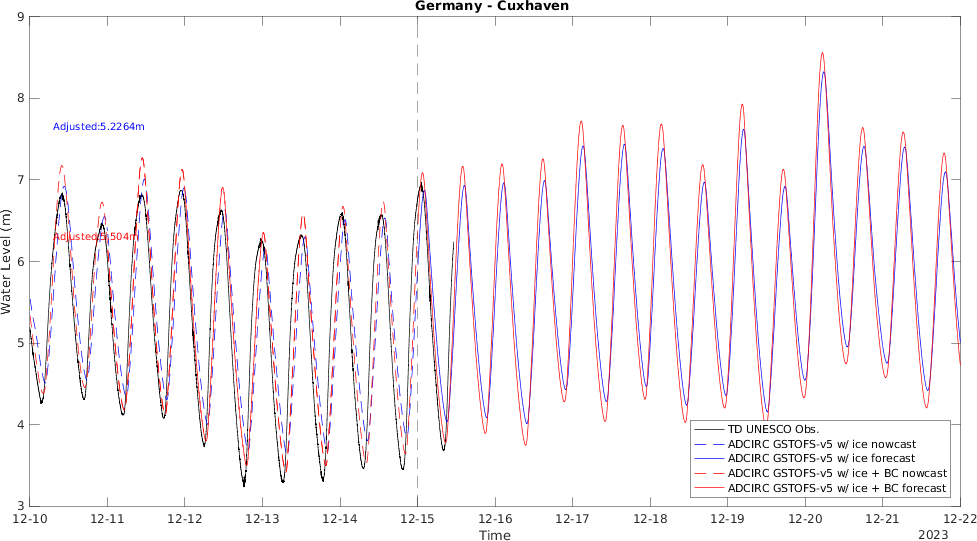 Germany - Cuxhaven
9
8
7
6
5
4
3
Water Level (m)
Adjusted:5.2264m
TD UNESCO Obs.
ADCIRC GSTOFS-v5 w/ ice nowcast
ADCIRC GSTOFS-v5 w/ ice forecast
ADCIRC GSTOFS-v5 w/ ice + BC nowcast
ADCIRC GSTOFS-v5 w/ ice + BC forecast
12-10 12-11 12-12 12-13 12-14 12-15 12-16 12-17 12-18 12-19 12-20 12-21 12-22
Time
2023